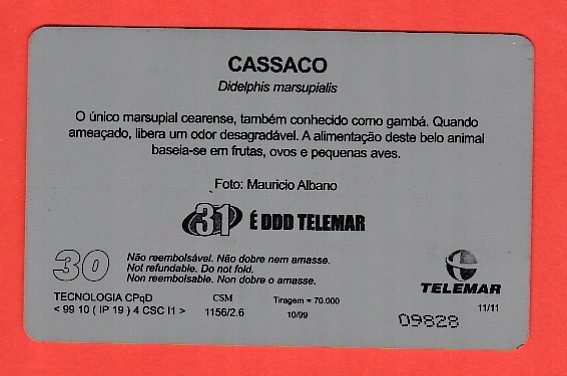 CASSACO
Didelphis marsupialis
O único marsupial cearense, também conhecido como gambá. Quando
ameaçado, libera um odor desagradável. A alimentação deste belo animal
baseia-se em frutas, ovos e pequenas aves.
Foto: Mauricio Albano
31 É DDD TELEMAR
30
Não reembolsável. Não dobre nem amasse.
Not refundable. Do not fold.
Non reembolsable. Non dobre o amasse.
TELEMAR
TECNOLOGIA CPqD CSM Tiragem = 70.000 11/11
< 99 10 ( IP 19 ) 4 CSC I1 > 1156/2.6 10/99 09828